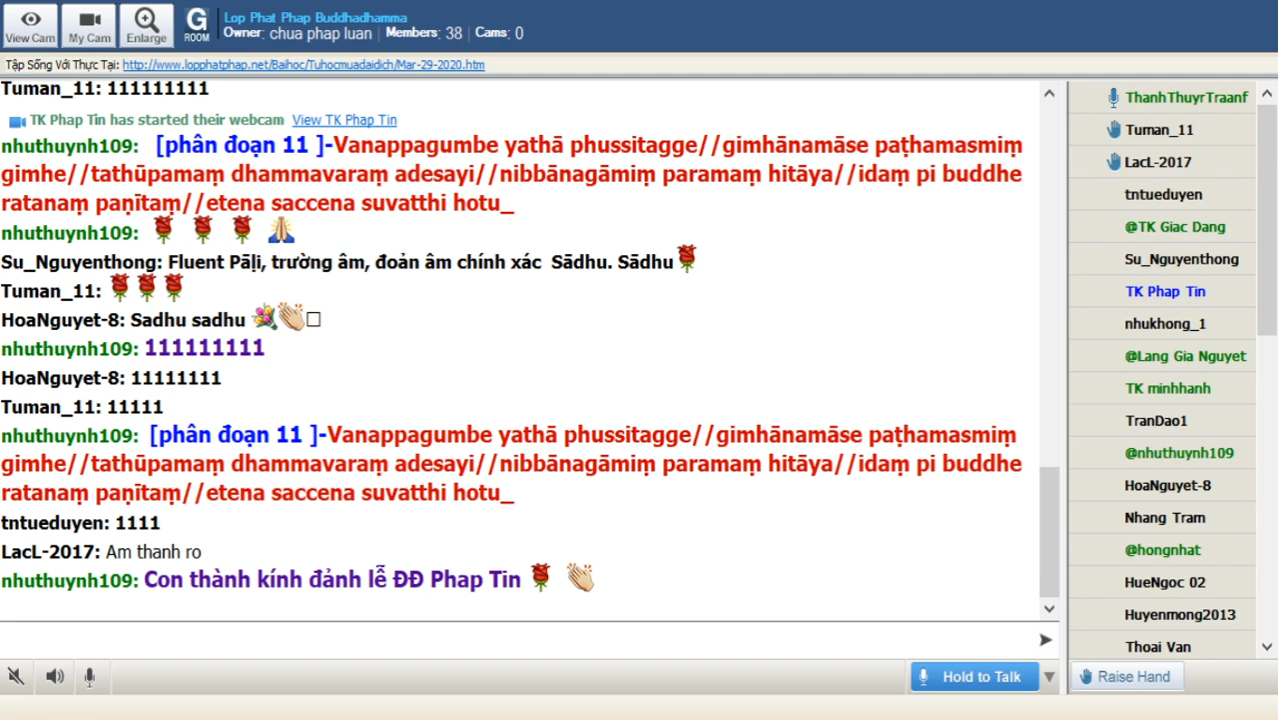 View Cam
My Cam
Enlarge
G
ROOM
Lop Phat Phap Buddhadhamma
Owner: chua phap luan | Members: 38 | Cams: 0
Tập Sống Với Thực Tại: http://www.lopphatphap.net/Baihoc/Tuhocmuadaidich/Mar-29-2020.htm
Tuman_11: 111111111
TK Phap Tin has started their webcam View TK Phap Tin
nhuthuynh109: [phân đoạn 11 ]-Vanappagumbe yathā phussitagge//gimhānamāse paṭhamasmiṃ
gimhe//tathūpamaṃ dhammavaraṃ adesayi//nibbānagāmiṃ paramaṃ hitāya//idaṃ pi buddhe
ratanaṃ paṇītaṃ//etena saccena suvatthi hotu_
nhuthuynh109:
Su_Nguyenthong: Fluent Pāḷi, trường âm, đoản âm chính xác Sādhu. Sādhu
Tuman_11:
HoaNguyet-8: Sadhu sadhu
nhuthuynh109: 111111111
HoaNguyet-8: 11111111
Tuman_11: 11111
nhuthuynh109: [phân đoạn 11 ]-Vanappagumbe yathā phussitagge//gimhānamāse paṭhamasmiṃ
gimhe//tathūpamaṃ dhammavaraṃ adesayi//nibbānagāmiṃ paramaṃ hitāya//idaṃ pi buddhe
ratanaṃ paṇītaṃ//etena saccena suvatthi hotu_
tntueduyen: 1111
LacL-2017: Am thanh ro
nhuthuynh109: Con thành kính đảnh lễ ĐĐ Phap Tin
Hold to Talk
ThanhThuyrTraanf
Tuman_11
LacL-2017
tntueduyen
@TK Giac Dang
Su_Nguyenthong
TK Phap Tin
nhukhong_1
@Lang Gia Nguyet
TK minhhanh
TranDao1
@nhuthuynh109
HoaNguyet-8
Nhang Tram
@hongnhat
HueNgoc 02
Huyenmong2013
Thoai Van
Raise Hand